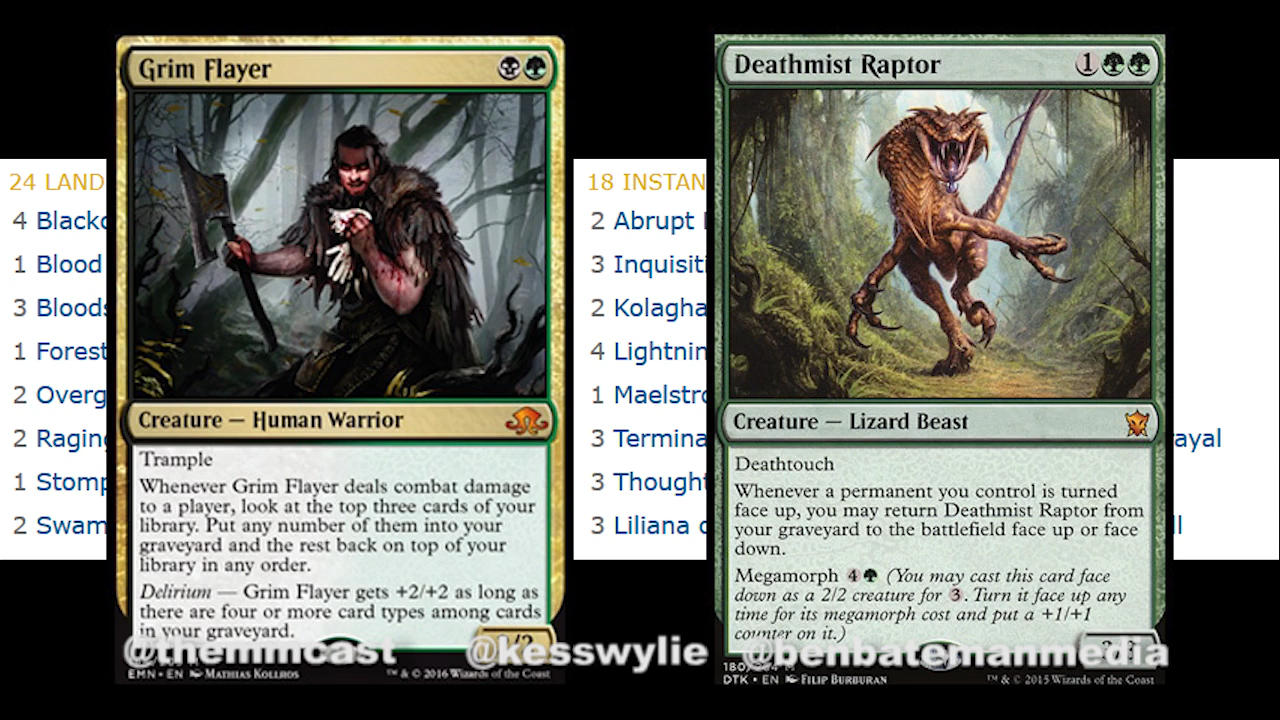 Grim Flayer
Creature — Human Warrior
Trample
Whenever Grim Flayer deals combat damage
to a player, look at the top three cards of your
library. Put any number of them into your
graveyard and the rest back on top of your
library in any order.
Delirium — Grim Flayer gets +2/+2 as long as
there are four or more card types among cards
in your graveyard.
EMN • EN MATHIAS KOLLROS
™ & © 2016 Wizards of the Coast
Deathmist Raptor
1
Creature — Lizard Beast
Deathtouch
Whenever a permanent you control is turned
face up, you may return Deathmist Raptor from
your graveyard to the battlefield face up or face
down.
Megamorph 4 (You may cast this card face
down as a 2/2 creature for 3. Turn it face up any
time for its megamorph cost and put a +1/+1
counter on it.)
DTK • EN FILIP BURBURAN
™ & © 2015 Wizards of the Coast
24 LAND
4 Blackc
1 Blood
3 Bloods
1 Forest
2 Overg
2 Raging
1 Stomp
2 Swam
18 INSTAN
2 Abrupt
3 Inquisiti
2 Kolagha
4 Lightnin
1 Maelstro
3 Termina
3 Thought
3 Liliana o
rayal
ll
@themmcast @kesswylie @benbatemanmedia